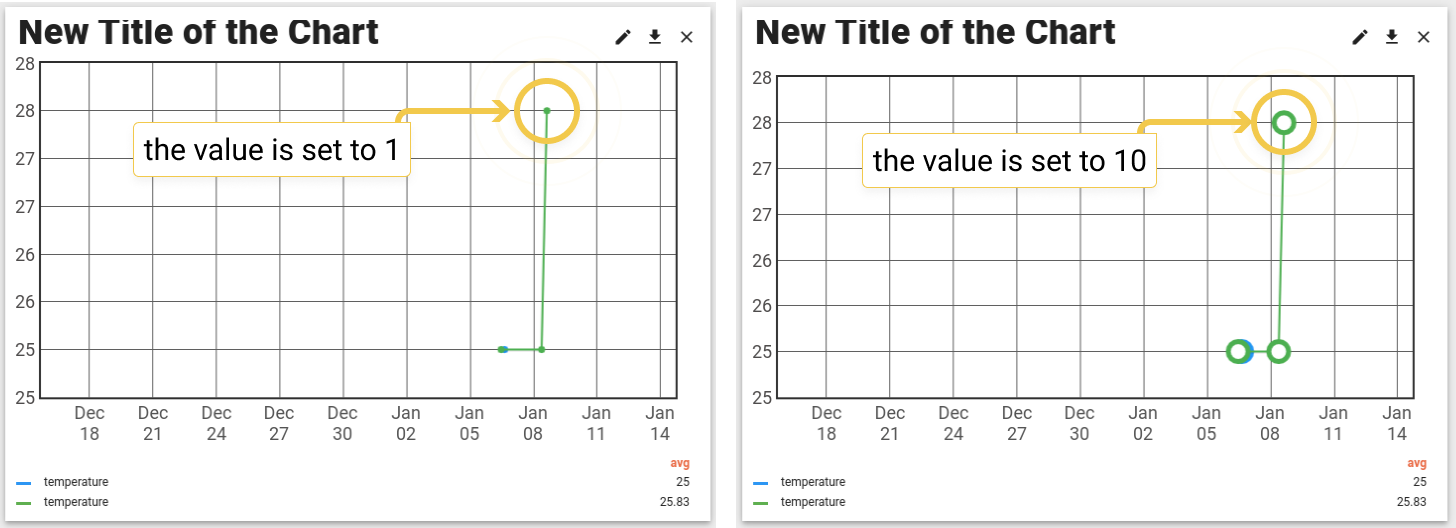 New Title of the Chart
28
28
27
27
26
26
25
25
the value is set to 1
Dec 18
Dec 21
Dec 24
Dec 27
Dec 30
Jan 02
Jan 05
Jan 08
Jan 11
Jan 14
avg
temperature 25
temperature 25.83
New Title of the Chart
28
28
27
27
26
26
25
25
the value is set to 10
Dec 18
Dec 21
Dec 24
Dec 27
Dec 30
Jan 02
Jan 05
Jan 08
Jan 11
Jan 14
avg
temperature 25
temperature 25.83